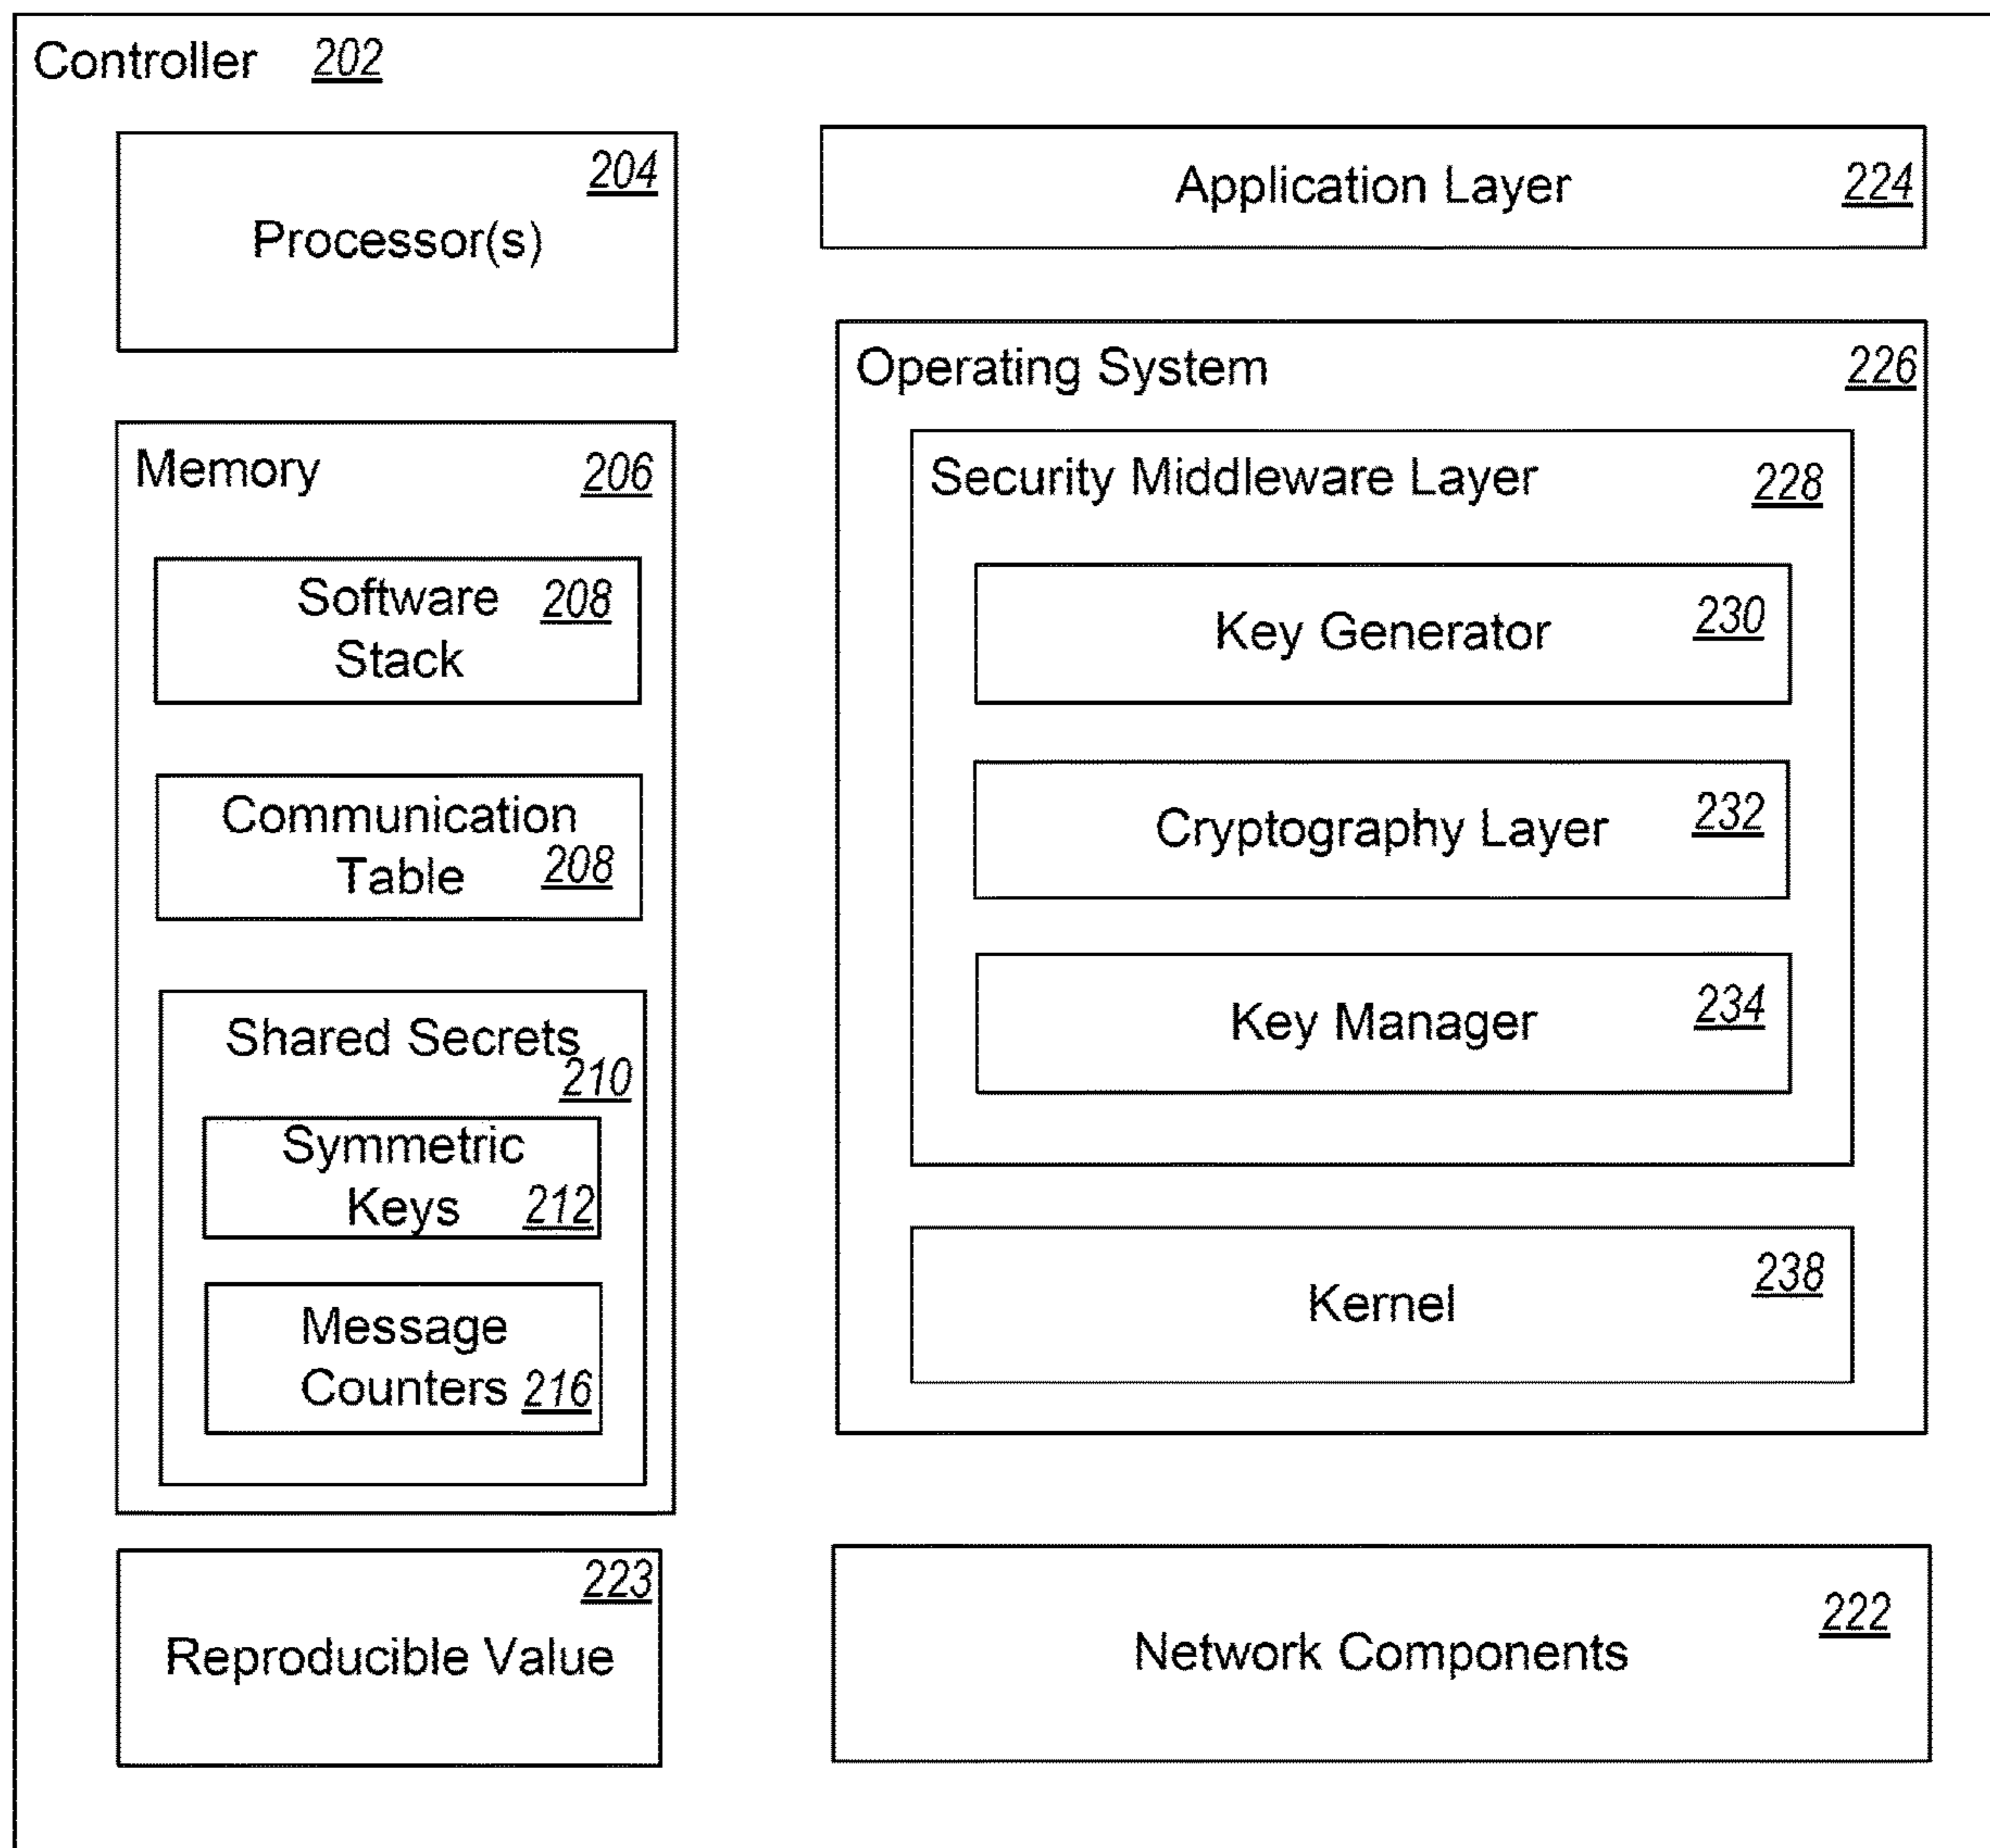 Controller 202
204
Processor(s)
Memory 206
Software 208
Stack
Communication
Table 208
Shared Secrets
210
Symmetric
Keys 212
Message
Counters 216
223
Reproducible Value
Application Layer 224
Operating System 226
Security Middleware Layer 228
Key Generator 230
Cryptography Layer 232
Key Manager 234
Kernel 238
Network Components 222